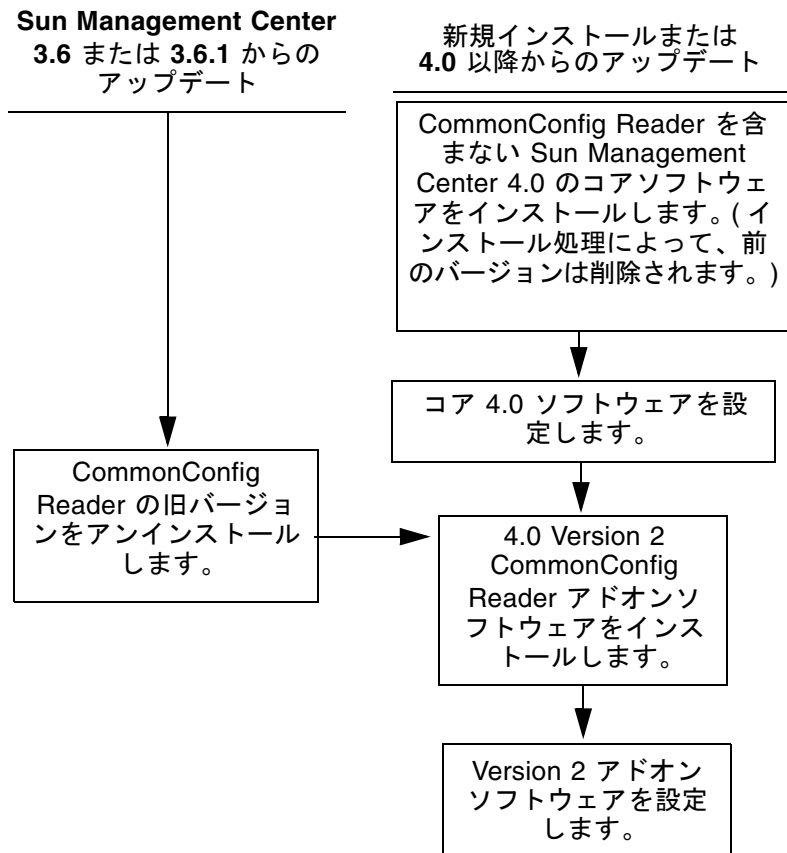 Sun Management Center
3.6 または 3.6.1 からの
アップデート
新規インストールまたは
4.0 以降からのアップデート
CommonConfig Reader を含
まない Sun Management
Center 4.0 のコアソフトウェ
アをインストールします。( イ
ンストール処理によって、前
のバージョンは削除されます。)
コア 4.0 ソフトウェアを設
定します。
CommonConfig
Reader の旧バージョ
ンをアンインストール
します。
4.0 Version 2
CommonConfig
Reader アドオンソ
フトウェアをインス
トールします。
Version 2 アドオン
ソフトウェアを設定
します。